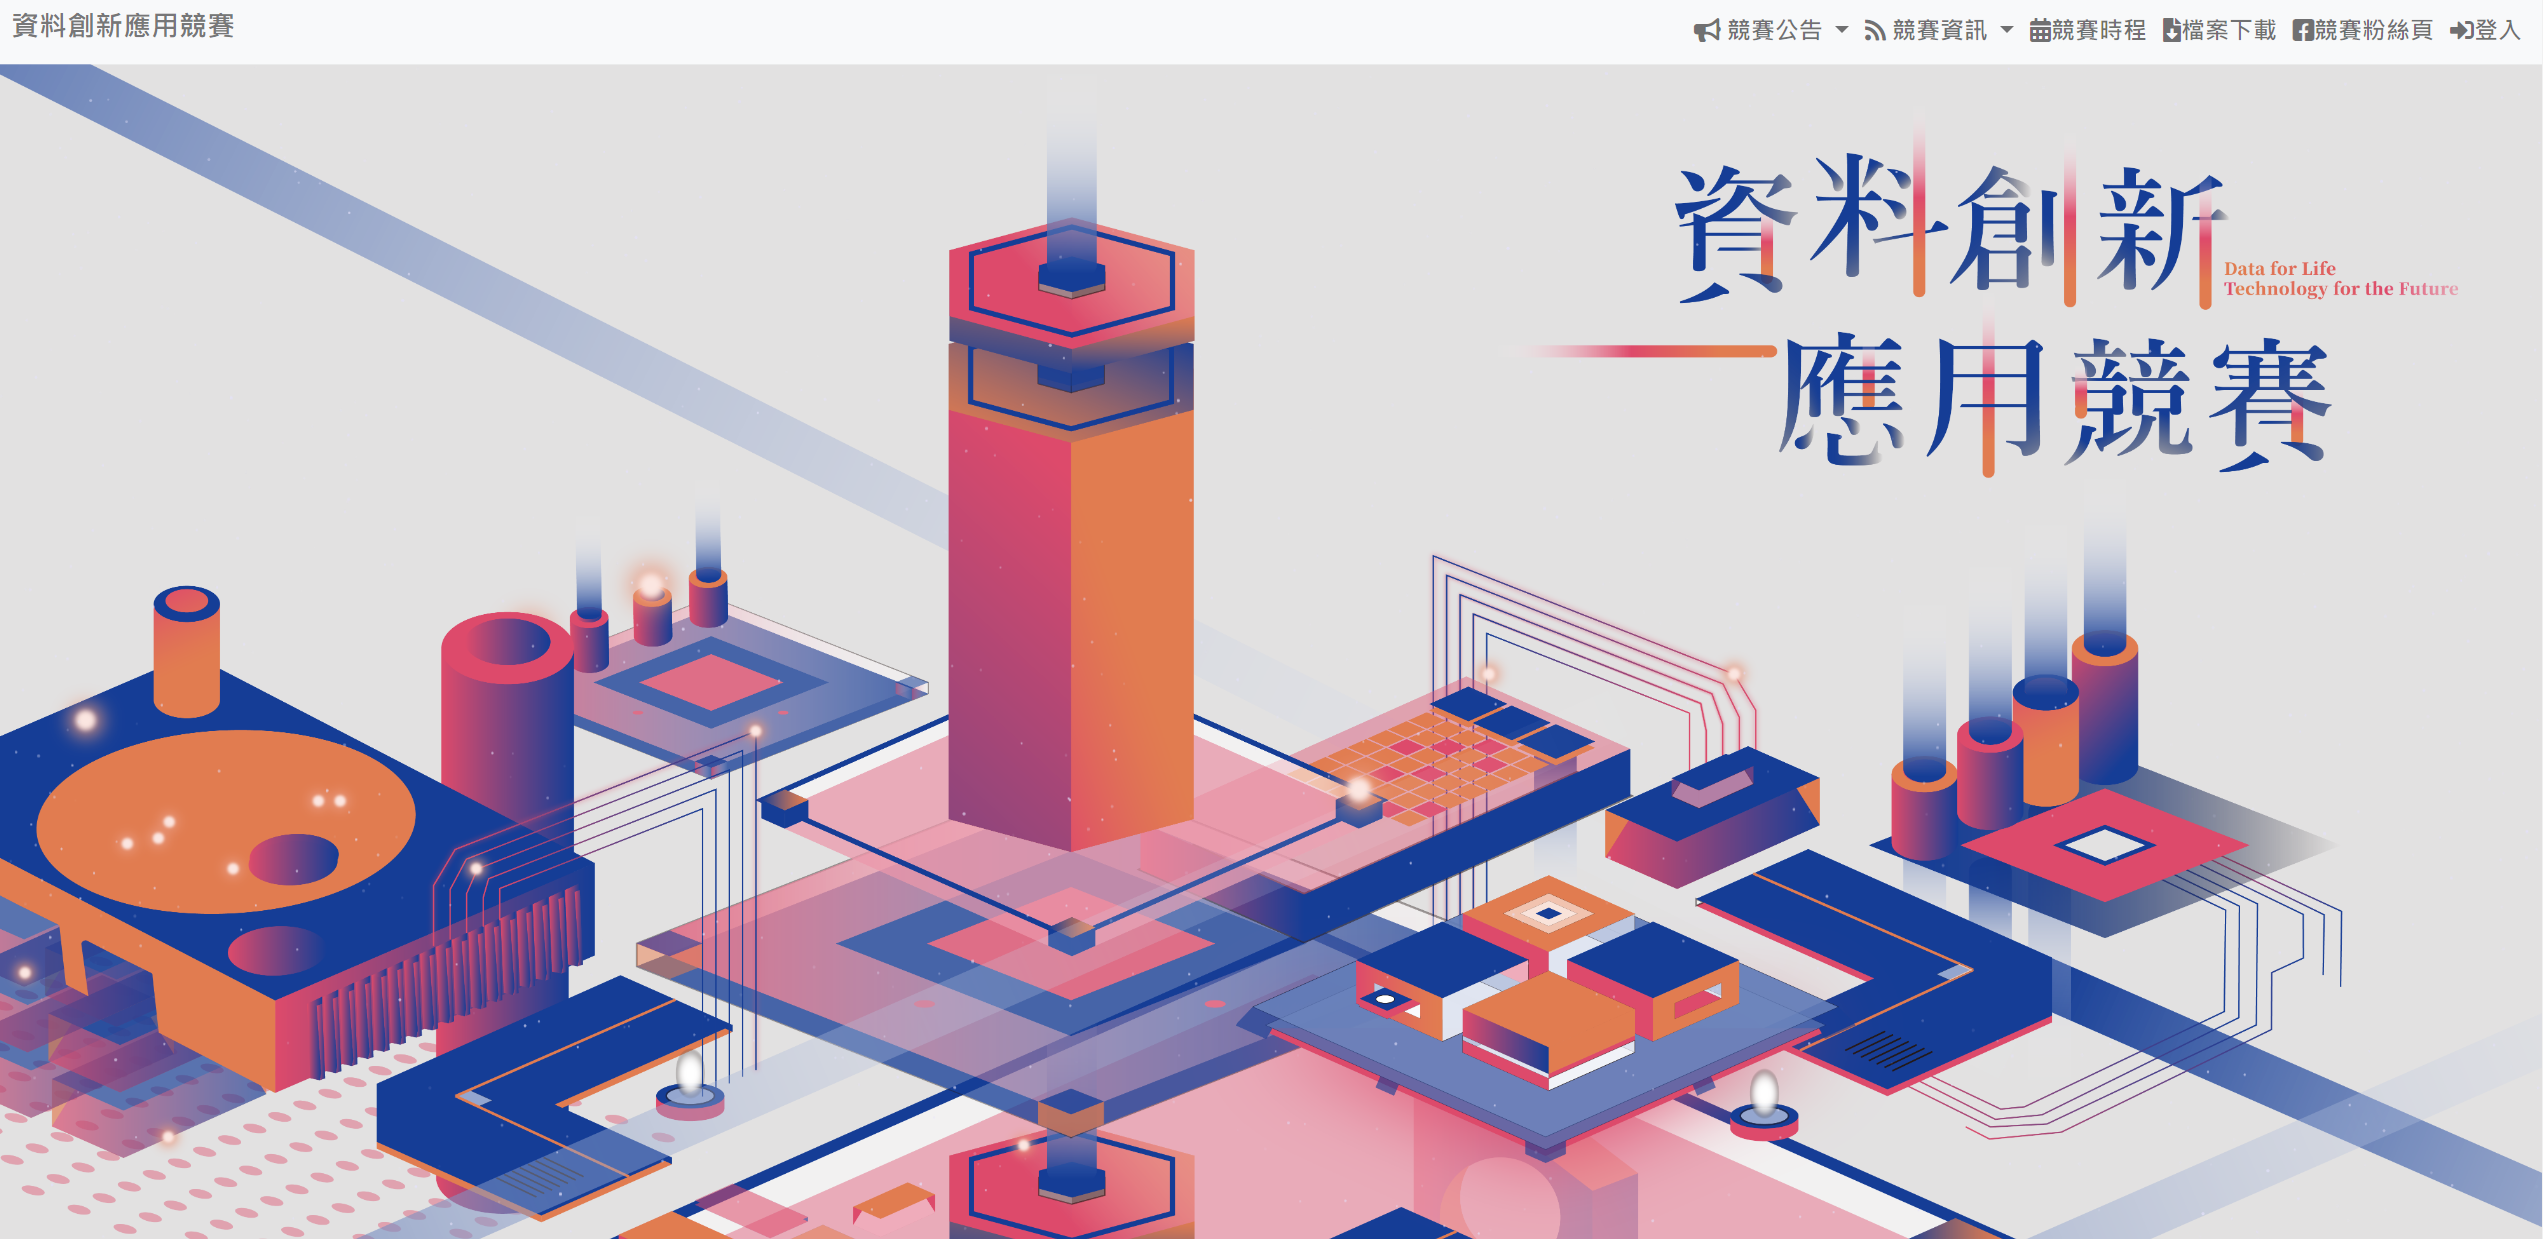 資料創新應用競賽
競賽公告 競賽資訊 競賽時程 檔案下載 競賽粉絲頁 登入
資料創新
Data for Life
Technology for the Future
應用競賽